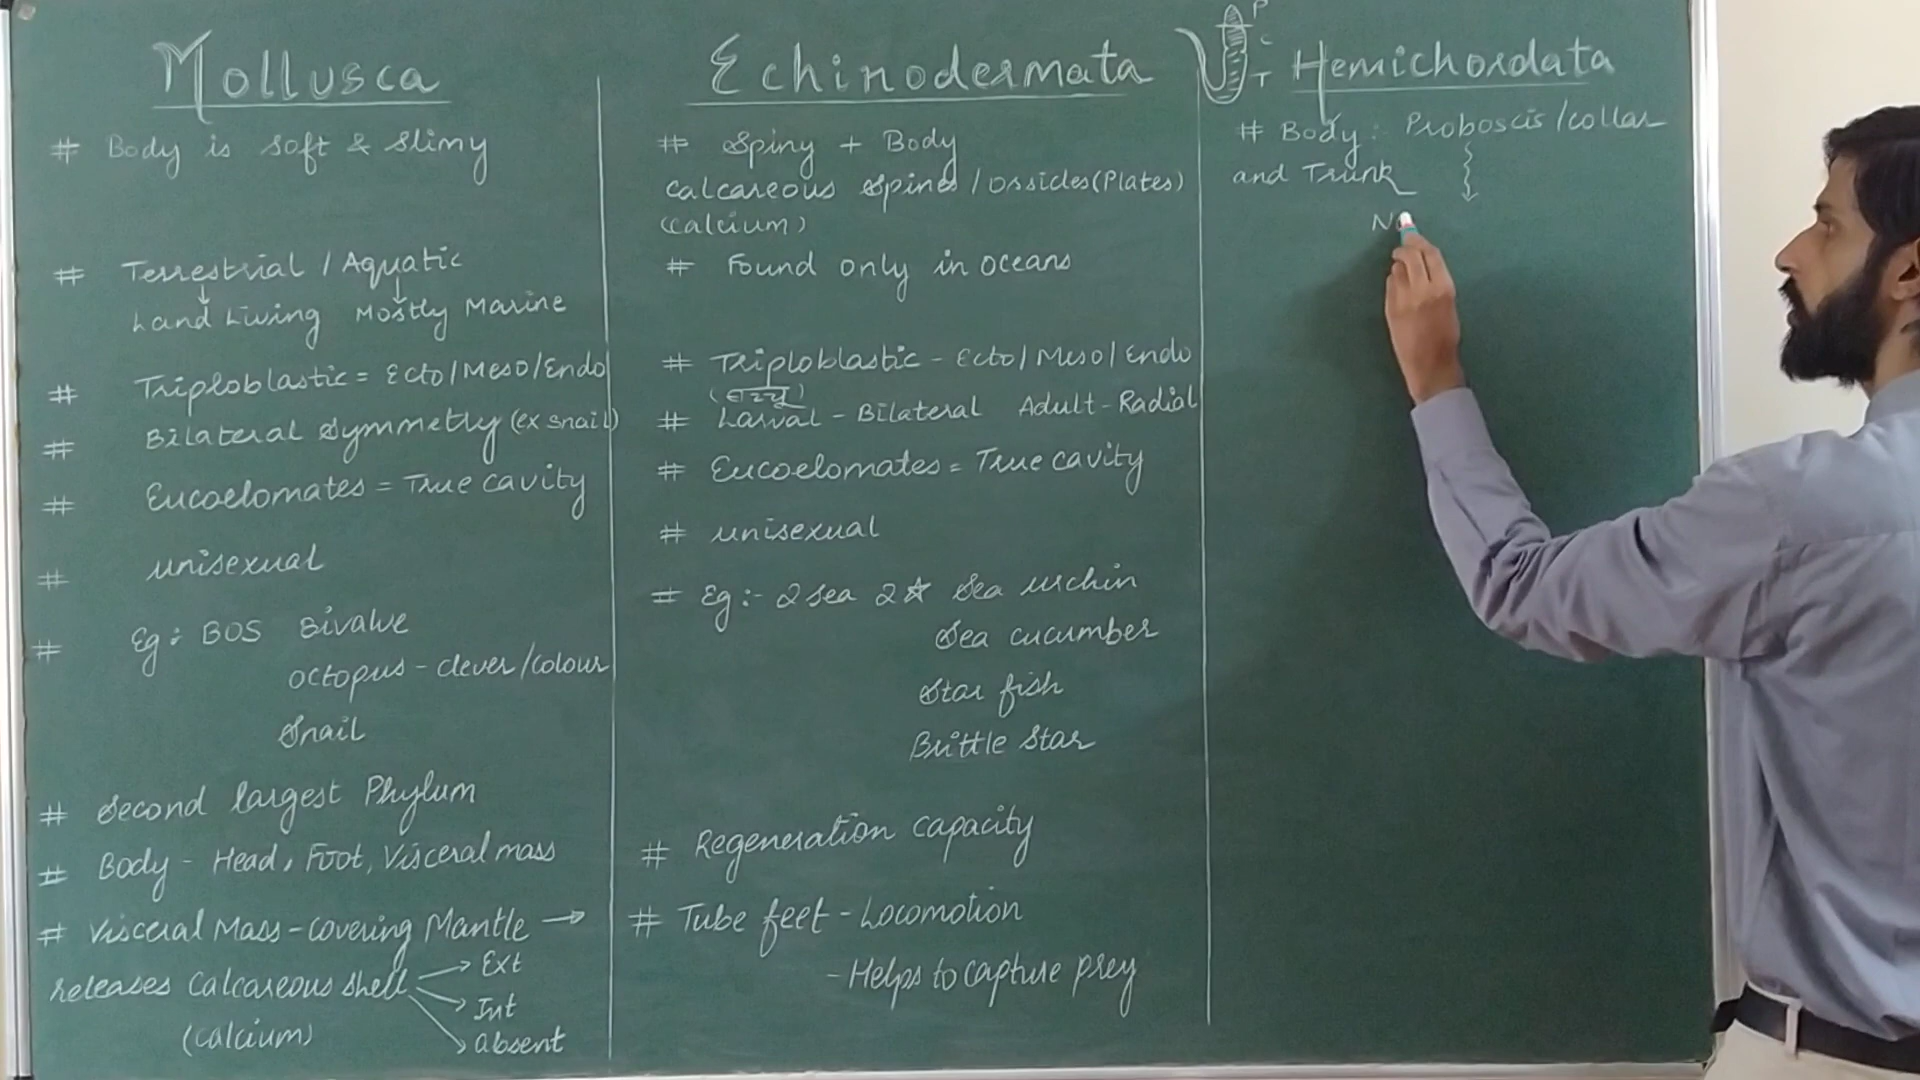 Mollusca
# Body is soft & slimy
# Terrestrial / Aquatic
Land Living Mostly Marine
# Triploblastic = Ecto/Meso/Endo
# Bilateral Symmetry (ex snail)
# Eucoelomates = True cavity
# unisexual
# Eg: BOS Bivalve
octopus - clever/colour
Snail
# Second largest Phylum
# Body - Head, Foot, Visceral mass
# Visceral Mass - covering Mantle →
releases Calcareous shell → Ext
→ Int
(calcium) → absent
Echinodermata
# Spiny + Body
calcareous spines / ossicles (Plates)
(calcium)
# Found only in oceans
# Triploblastic - Ecto/Meso/Endo
# Larval - Bilateral Adult - Radial
# Eucoelomates = True cavity
# unisexual
# Eg:- 2 sea 2☆ Sea urchin
Sea cucumber
Star fish
Brittle Star
# Regeneration capacity
# Tube feet - Locomotion
- Helps to capture prey
P
C
T
Hemichordata
# Body: Proboscis / collar
and Trunk